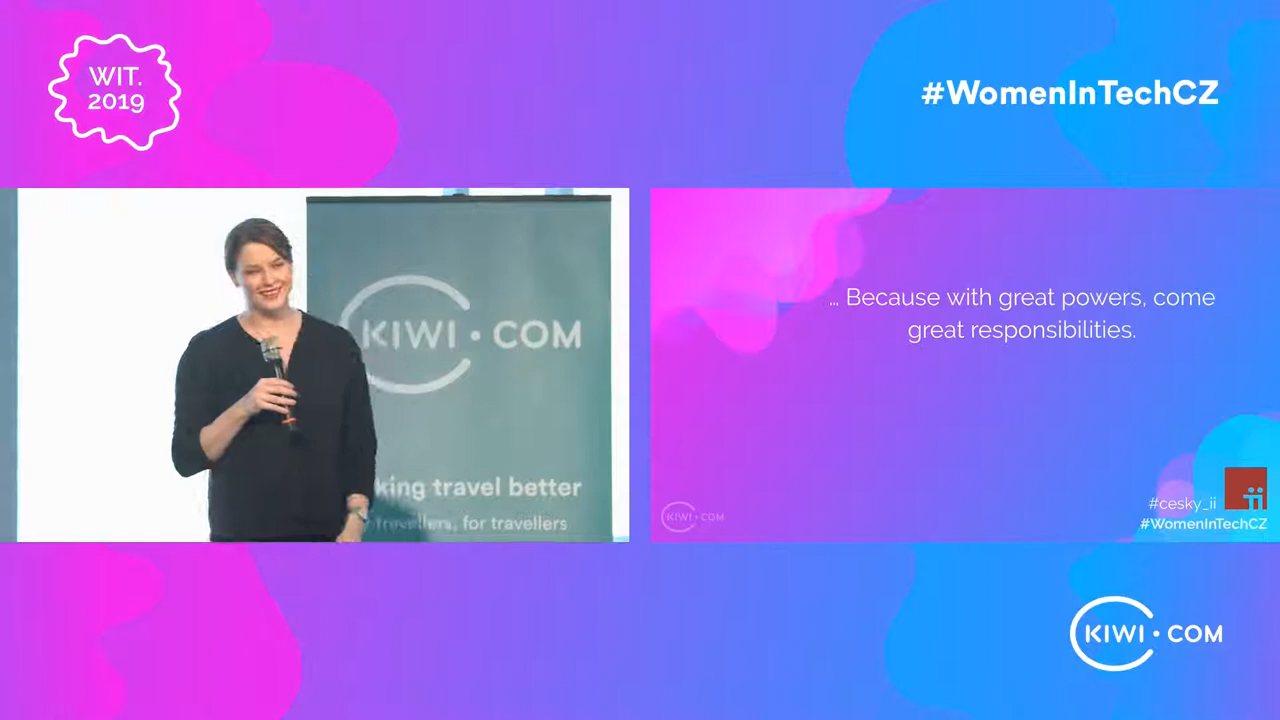 WIT.
2019
#WomenInTechCZ
KIWI·COM
king travel better
travellers, for travellers
… Because with great powers, come
great responsibilities.
KIWI·COM
#cesky_ii
#WomenInTechCZ
KIWI·COM